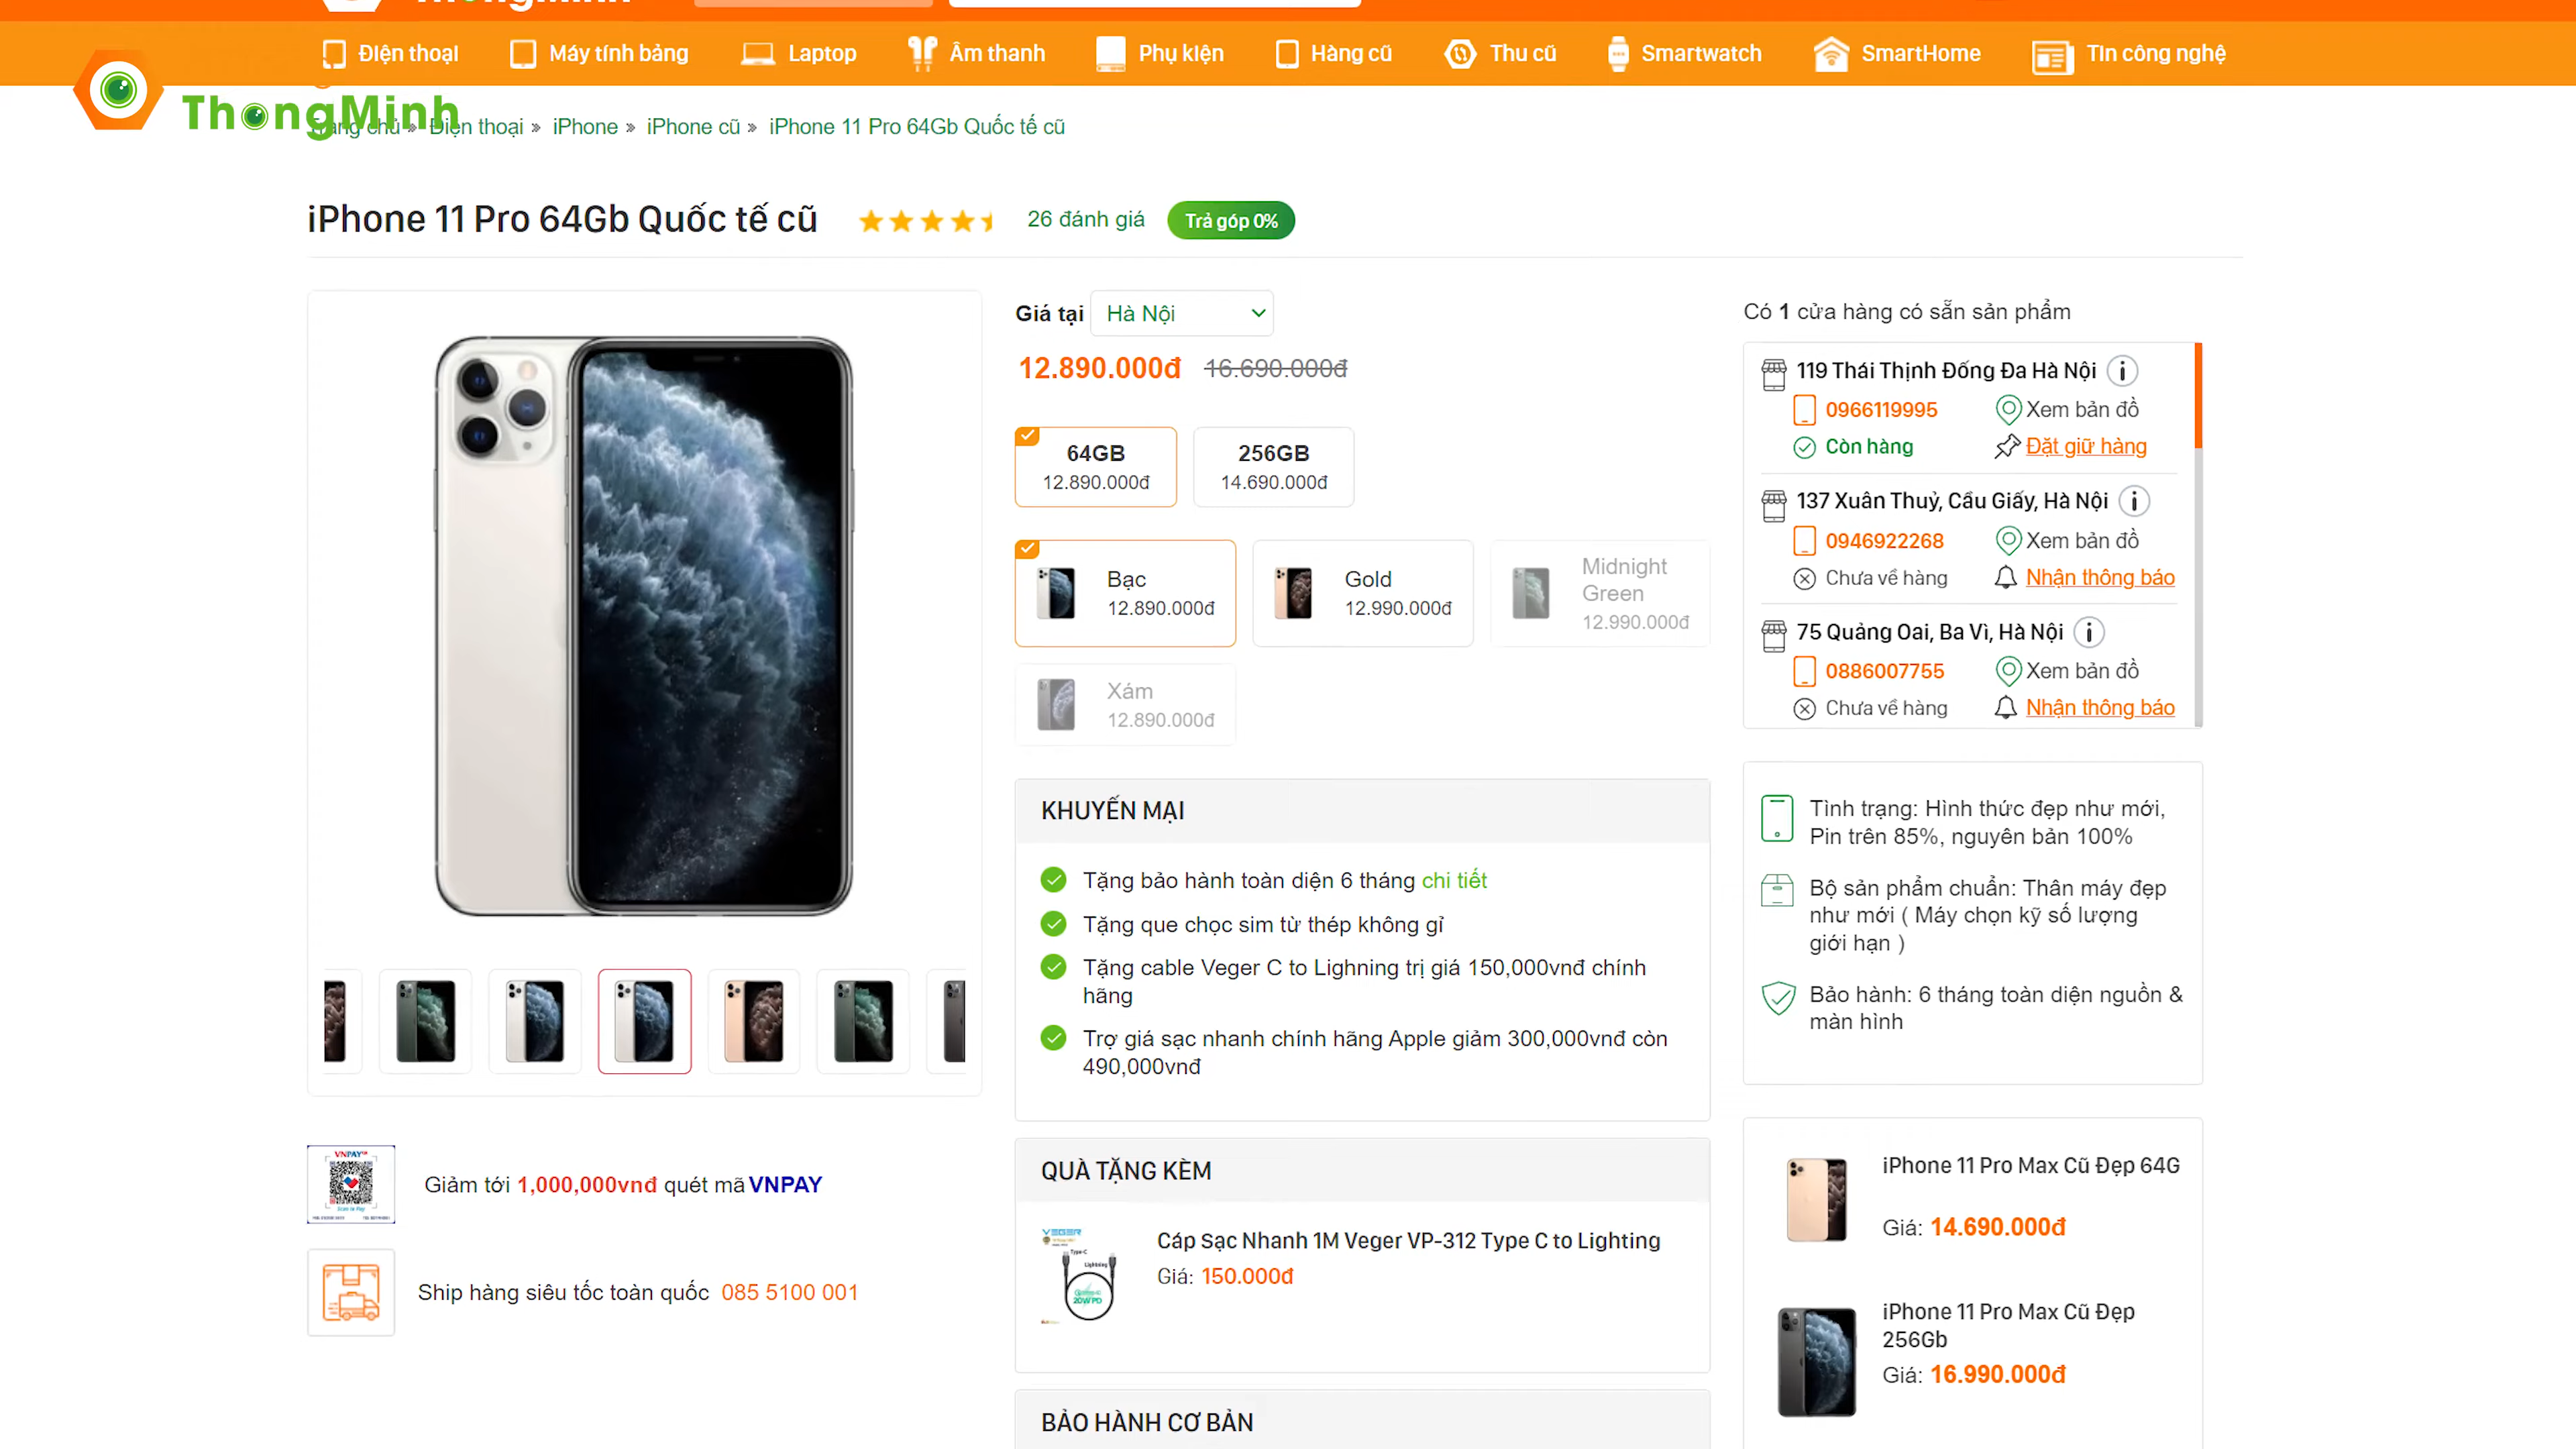 Điện thoại
Máy tính bảng
Laptop
Âm thanh
Phụ kiện
Hàng cũ
Thu cũ
Smartwatch
SmartHome
Tin công nghệ
ThongMinh
Trang chủ » Điện thoại » iPhone » iPhone cũ » iPhone 11 Pro 64Gb Quốc tế cũ
iPhone 11 Pro 64Gb Quốc tế cũ
26 đánh giá
Trả góp 0%
Giá tại
Hà Nội
12.890.000đ 16.690.000đ
64GB
12.890.000đ
256GB
14.690.000đ
Bạc
12.890.000đ
Gold
12.990.000đ
Midnight
Green
12.990.000đ
Xám
12.890.000đ
KHUYẾN MẠI
Tặng bảo hành toàn diện 6 tháng chi tiết
Tặng que chọc sim từ thép không gỉ
Tặng cable Veger C to Lighning trị giá 150,000vnđ chính
hãng
Trợ giá sạc nhanh chính hãng Apple giảm 300,000vnđ còn
490,000vnđ
QUÀ TẶNG KÈM
VEGER
Type-C
Lightning
20W PD
Cáp Sạc Nhanh 1M Veger VP-312 Type C to Lighting
Giá: 150.000đ
BẢO HÀNH CƠ BẢN
VNPAY
Scan to Pay
Giảm tới 1,000,000vnđ quét mã VNPAY
Ship hàng siêu tốc toàn quốc 085 5100 001
Có 1 cửa hàng có sẵn sản phẩm
119 Thái Thịnh Đống Đa Hà Nội
0966119995
Xem bản đồ
Còn hàng
Đặt giữ hàng
137 Xuân Thuỷ, Cầu Giấy, Hà Nội
0946922268
Xem bản đồ
Chưa về hàng
Nhận thông báo
75 Quảng Oai, Ba Vì, Hà Nội
0886007755
Xem bản đồ
Chưa về hàng
Nhận thông báo
Tình trạng: Hình thức đẹp như mới,
Pin trên 85%, nguyên bản 100%
Bộ sản phẩm chuẩn: Thân máy đẹp
như mới ( Máy chọn kỹ số lượng
giới hạn )
Bảo hành: 6 tháng toàn diện nguồn &
màn hình
iPhone 11 Pro Max Cũ Đẹp 64G
Giá: 14.690.000đ
iPhone 11 Pro Max Cũ Đẹp
256Gb
Giá: 16.990.000đ